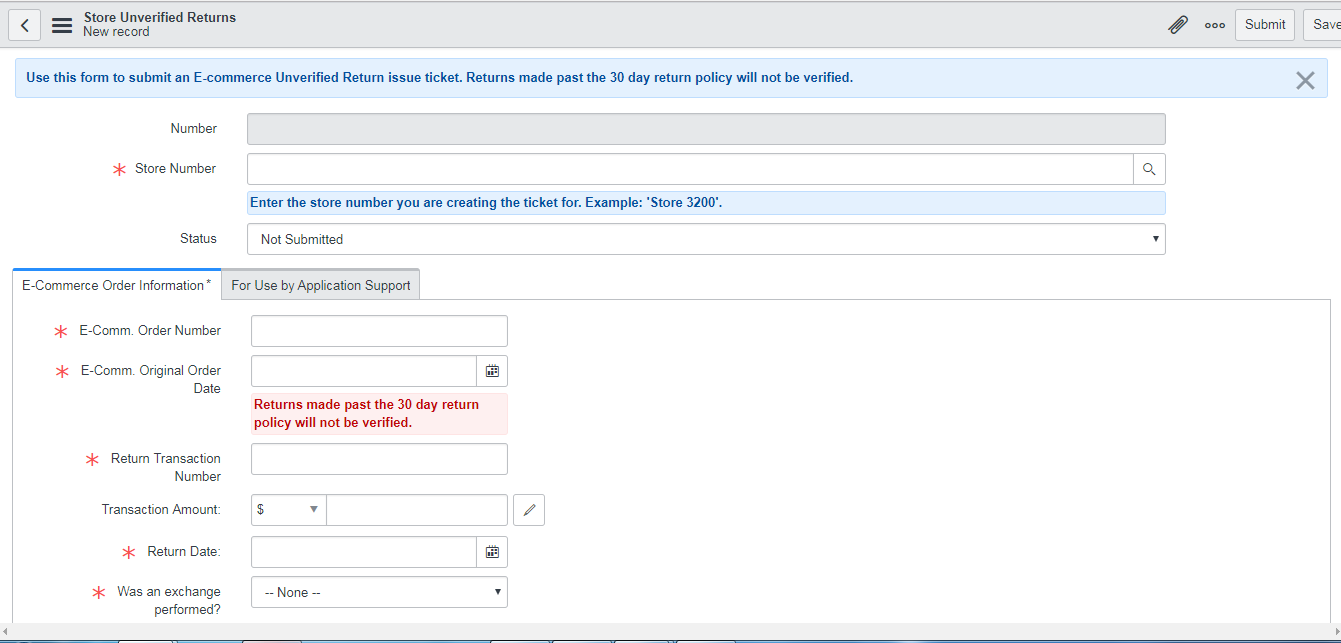 Store Unverified Returns
New record
Submit
Save
Use this form to submit an E-commerce Unverified Return issue ticket. Returns made past the 30 day return policy will not be verified.
Number
Store Number
Enter the store number you are creating the ticket for. Example: 'Store 3200'.
Status
Not Submitted
E-Commerce Order Information*
For Use by Application Support
E-Comm. Order Number
E-Comm. Original Order
Date
Returns made past the 30 day return
policy will not be verified.
Return Transaction
Number
Transaction Amount:
$
Return Date:
Was an exchange
performed?
-- None --